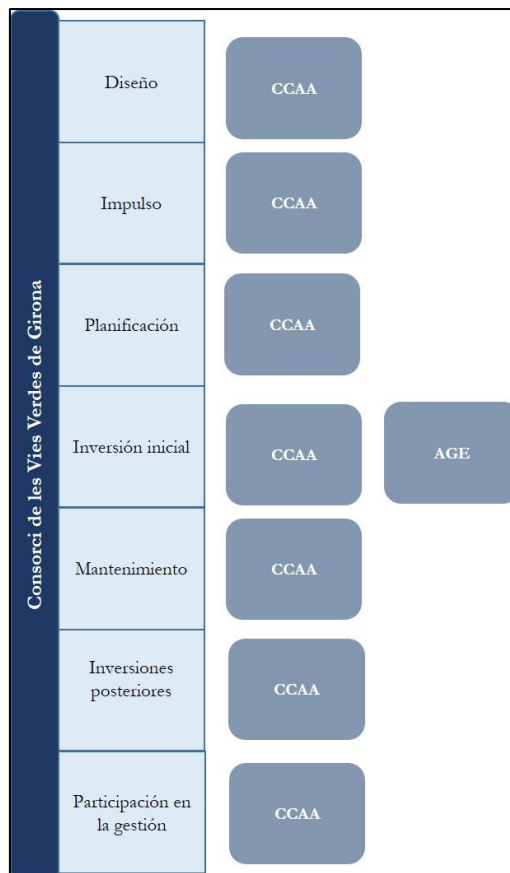 Consorci de les Vies Verdes de Girona
Diseño
CCAA
Impulso
CCAA
Planificación
CCAA
Inversión inicial
CCAA
AGE
Mantenimiento
CCAA
Inversiones
posteriores
CCAA
Participación en
la gestión
CCAA